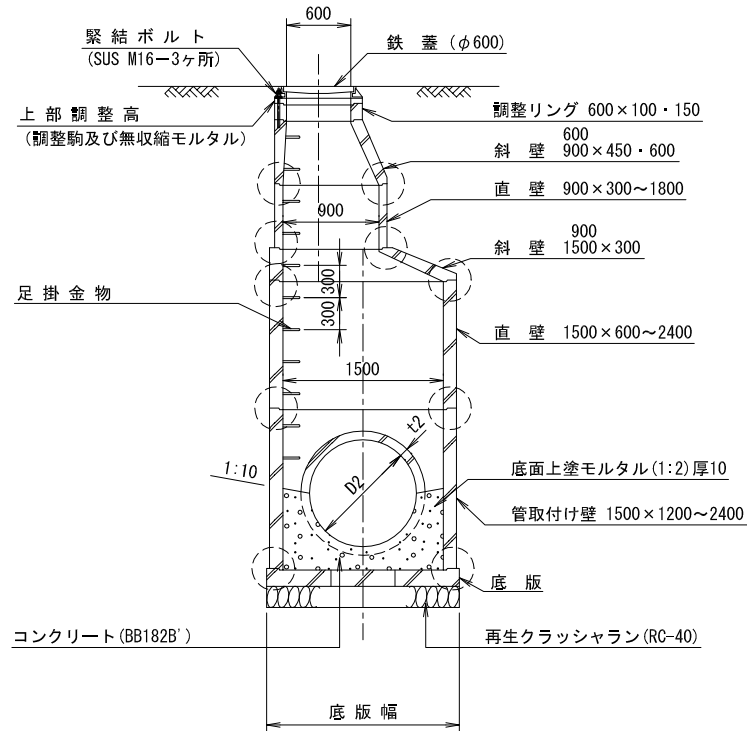 600
緊結ボルト
(SUS M16－3ヶ所)
鉄 蓋 (φ600)
上部調整高
(調整駒及び無収縮モルタル)
調整リング 600×100・150
600
斜 壁 900×450・600
900
直 壁 900×300～1800
900
斜 壁 1500×300
300
足掛金物
300
直 壁 1500×600～2400
1500
t2
1:10
D2
底面上塗モルタル(1:2)厚10
管取付け壁 1500×1200～2400
底 版
コンクリート(BB182B')
再生クラッシャラン(RC-40)
底版幅